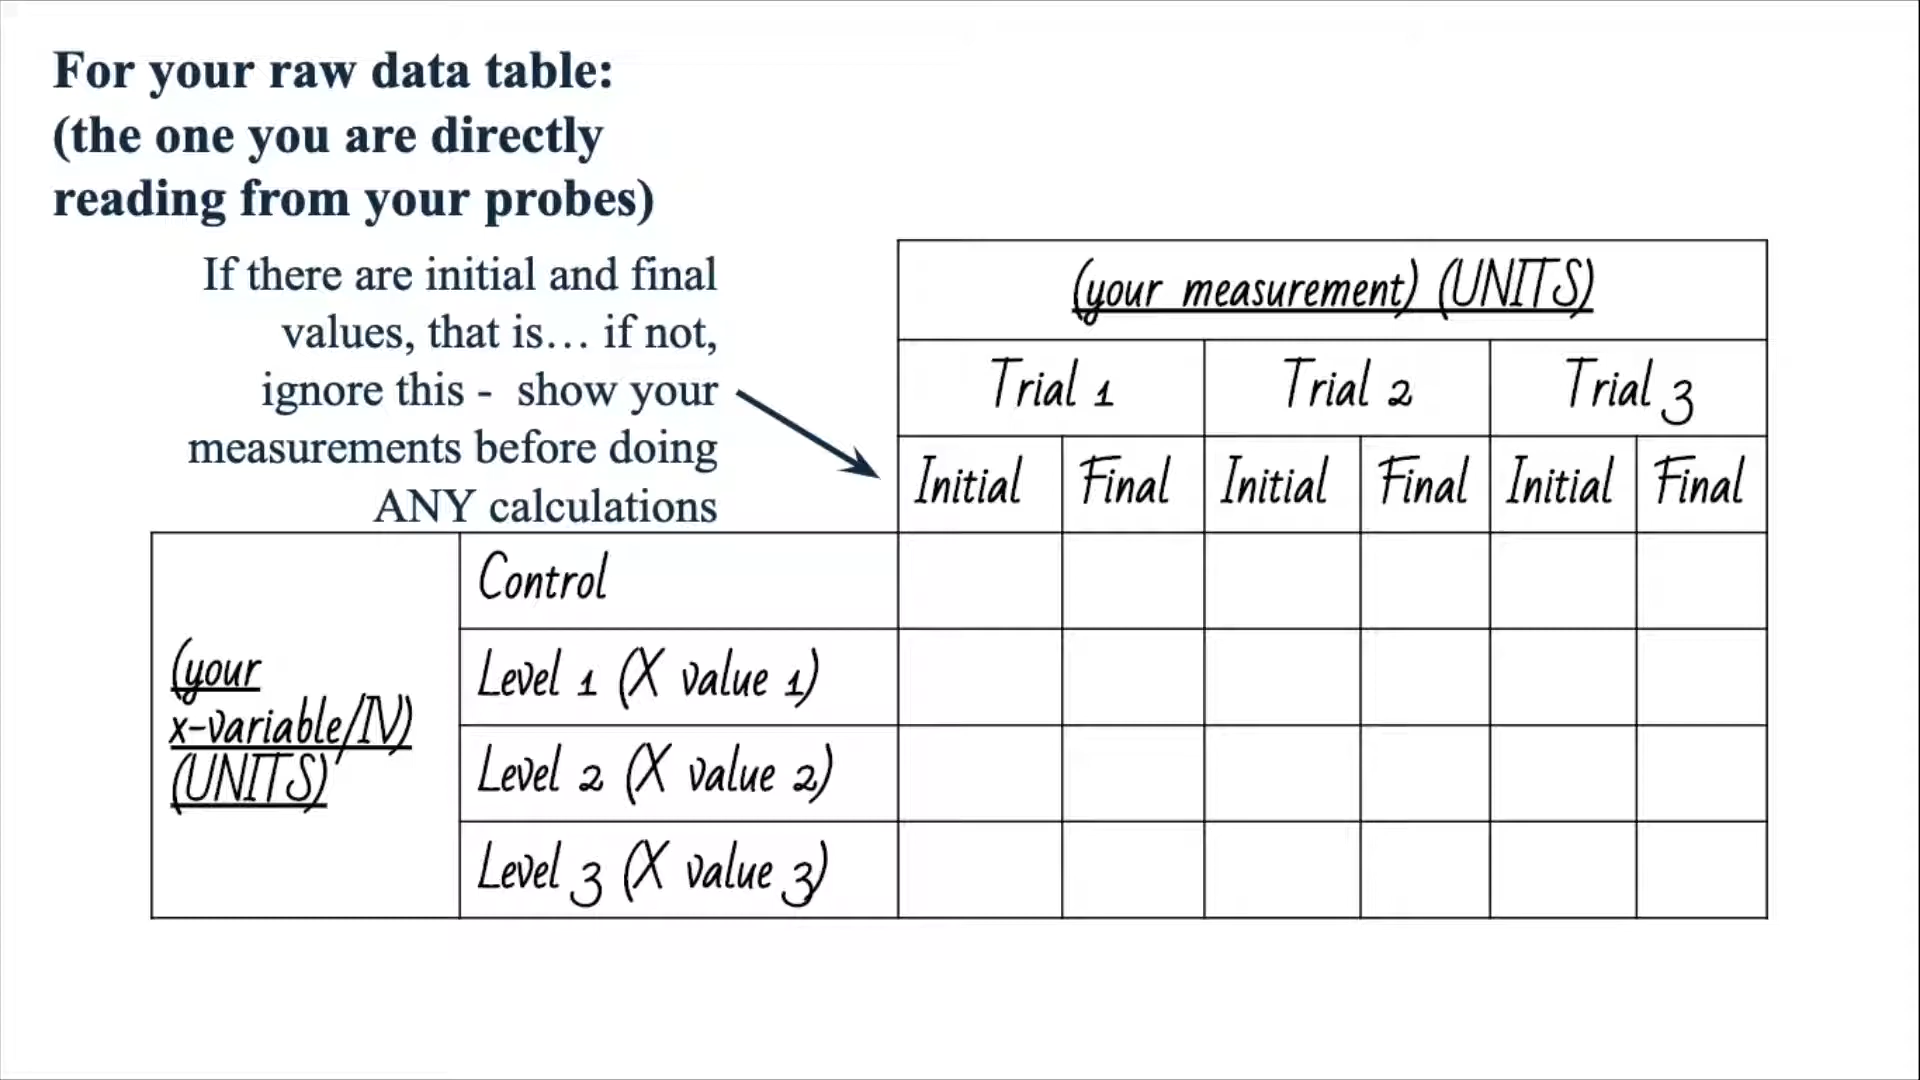 For your raw data table:
(the one you are directly
reading from your probes)
If there are initial and final
values, that is… if not,
ignore this - show your
measurements before doing
ANY calculations
(your measurement) (UNITS)
Trial 1 Trial 2 Trial 3
Initial Final Initial Final Initial Final
(your
x-variable/IV)
(UNITS)
Control
Level 1 (X value 1)
Level 2 (X value 2)
Level 3 (X value 3)